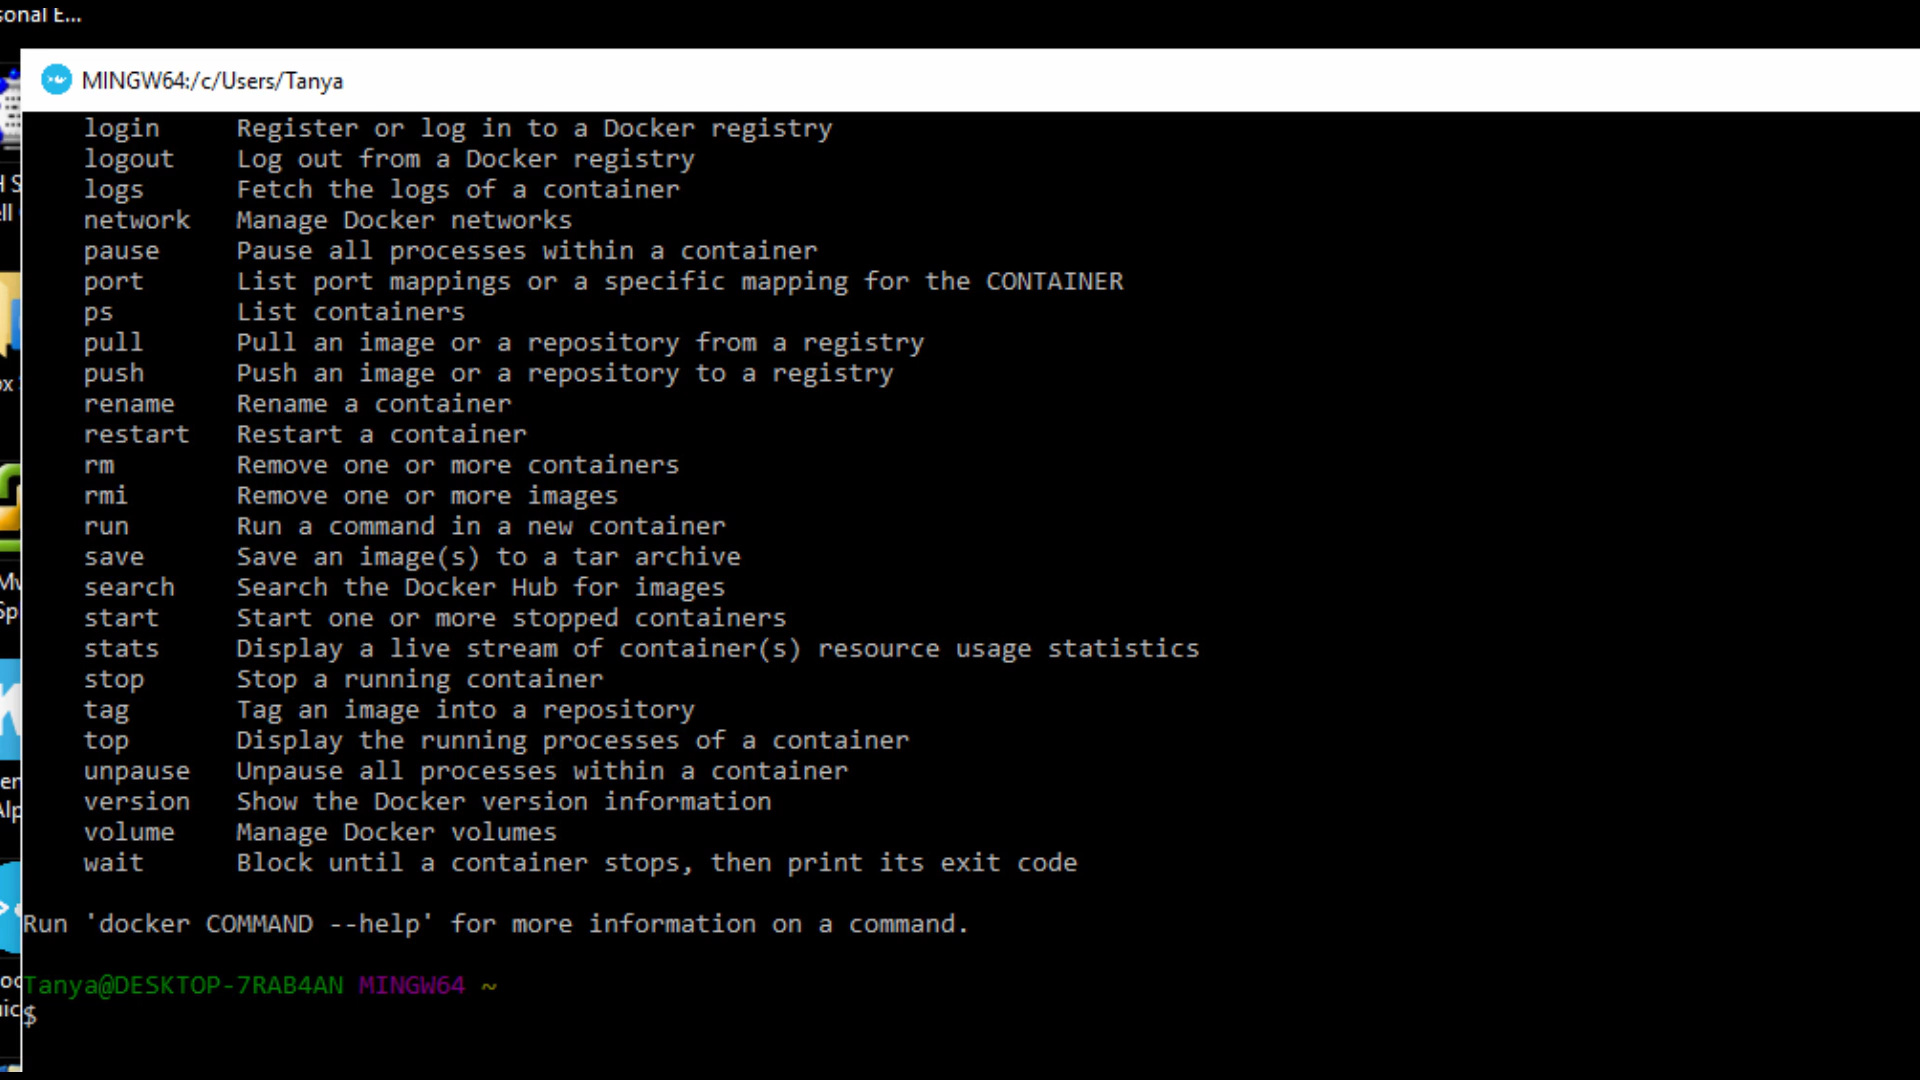 sonal E...
MINGW64:/c/Users/Tanya
login Register or log in to a Docker registry
logout Log out from a Docker registry
logs Fetch the logs of a container
network Manage Docker networks
pause Pause all processes within a container
port List port mappings or a specific mapping for the CONTAINER
ps List containers
pull Pull an image or a repository from a registry
push Push an image or a repository to a registry
rename Rename a container
restart Restart a container
rm Remove one or more containers
rmi Remove one or more images
run Run a command in a new container
save Save an image(s) to a tar archive
search Search the Docker Hub for images
start Start one or more stopped containers
stats Display a live stream of container(s) resource usage statistics
stop Stop a running container
tag Tag an image into a repository
top Display the running processes of a container
unpause Unpause all processes within a container
version Show the Docker version information
volume Manage Docker volumes
wait Block until a container stops, then print its exit code
Run 'docker COMMAND --help' for more information on a command.
Tanya@DESKTOP-7RAB4AN MINGW64 ~
$